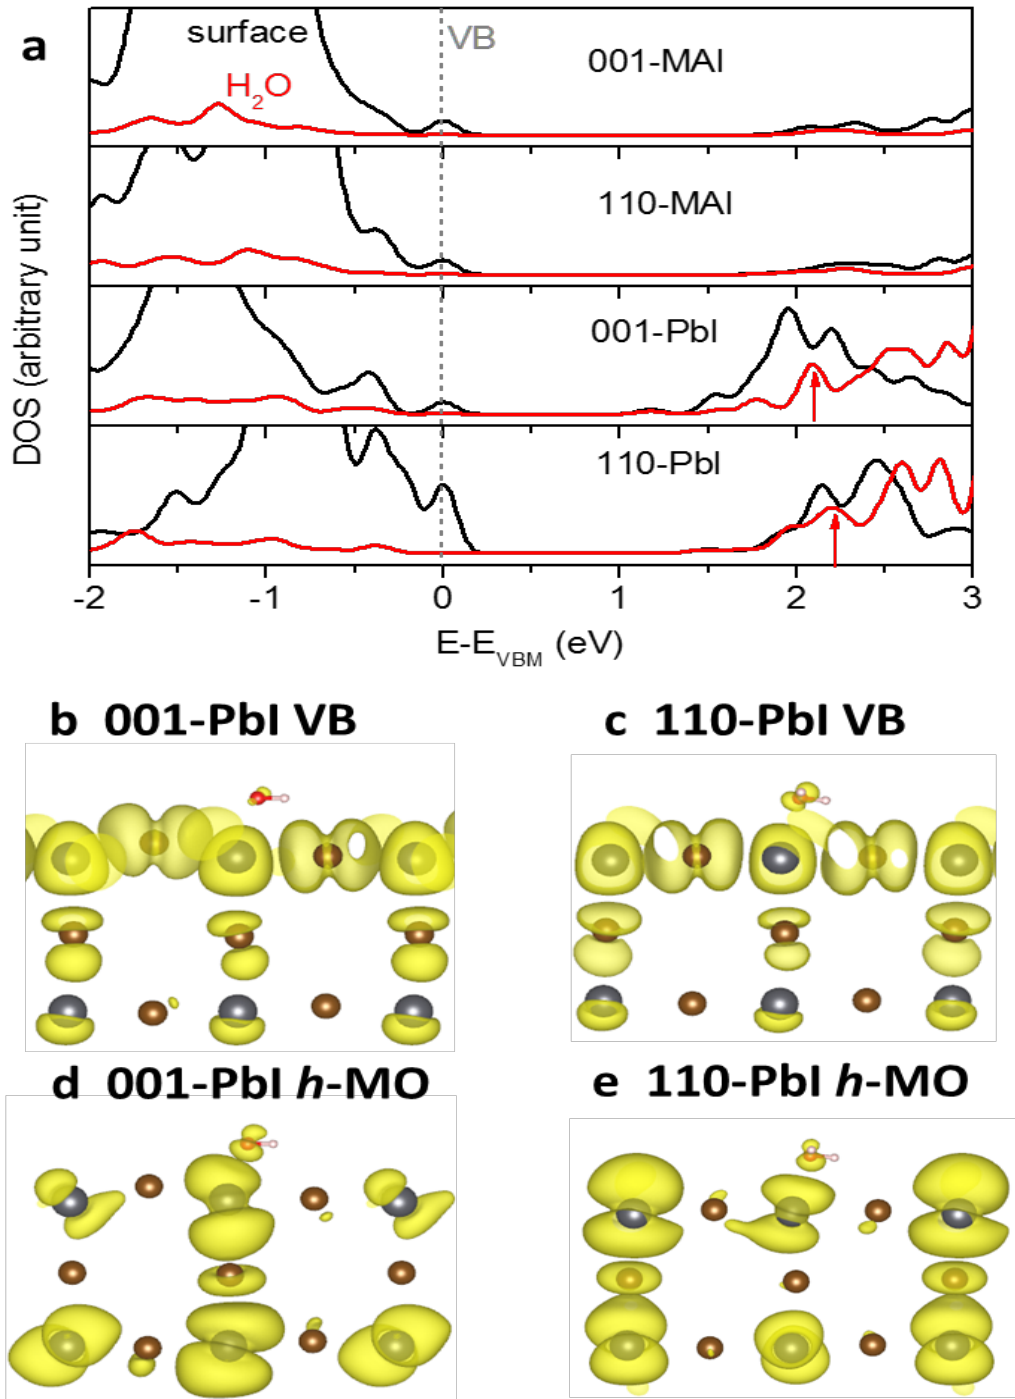 a
surface
VB
H₂O
001-MAI
110-MAI
001-PbI
110-PbI
DOS (arbitrary unit)
-2 -1 0 1 2 3
E-E_VBM (eV)
b 001-PbI VB
c 110-PbI VB
d 001-PbI h-MO
e 110-PbI h-MO